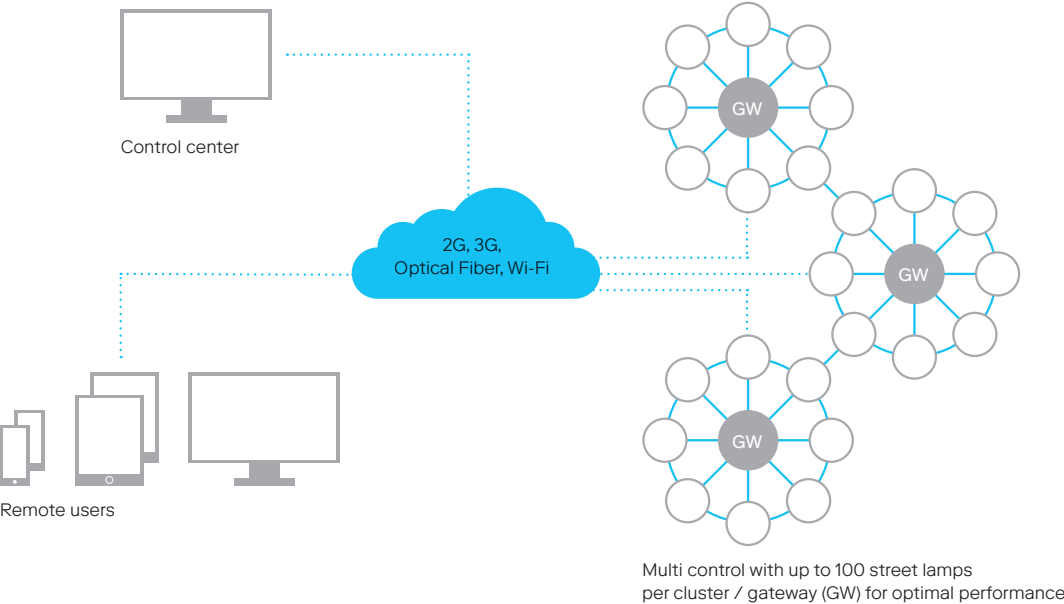 GW
Control center
2G, 3G,
Optical Fiber, Wi-Fi
GW
GW
Remote users
Multi control with up to 100 street lamps
per cluster / gateway (GW) for optimal performance